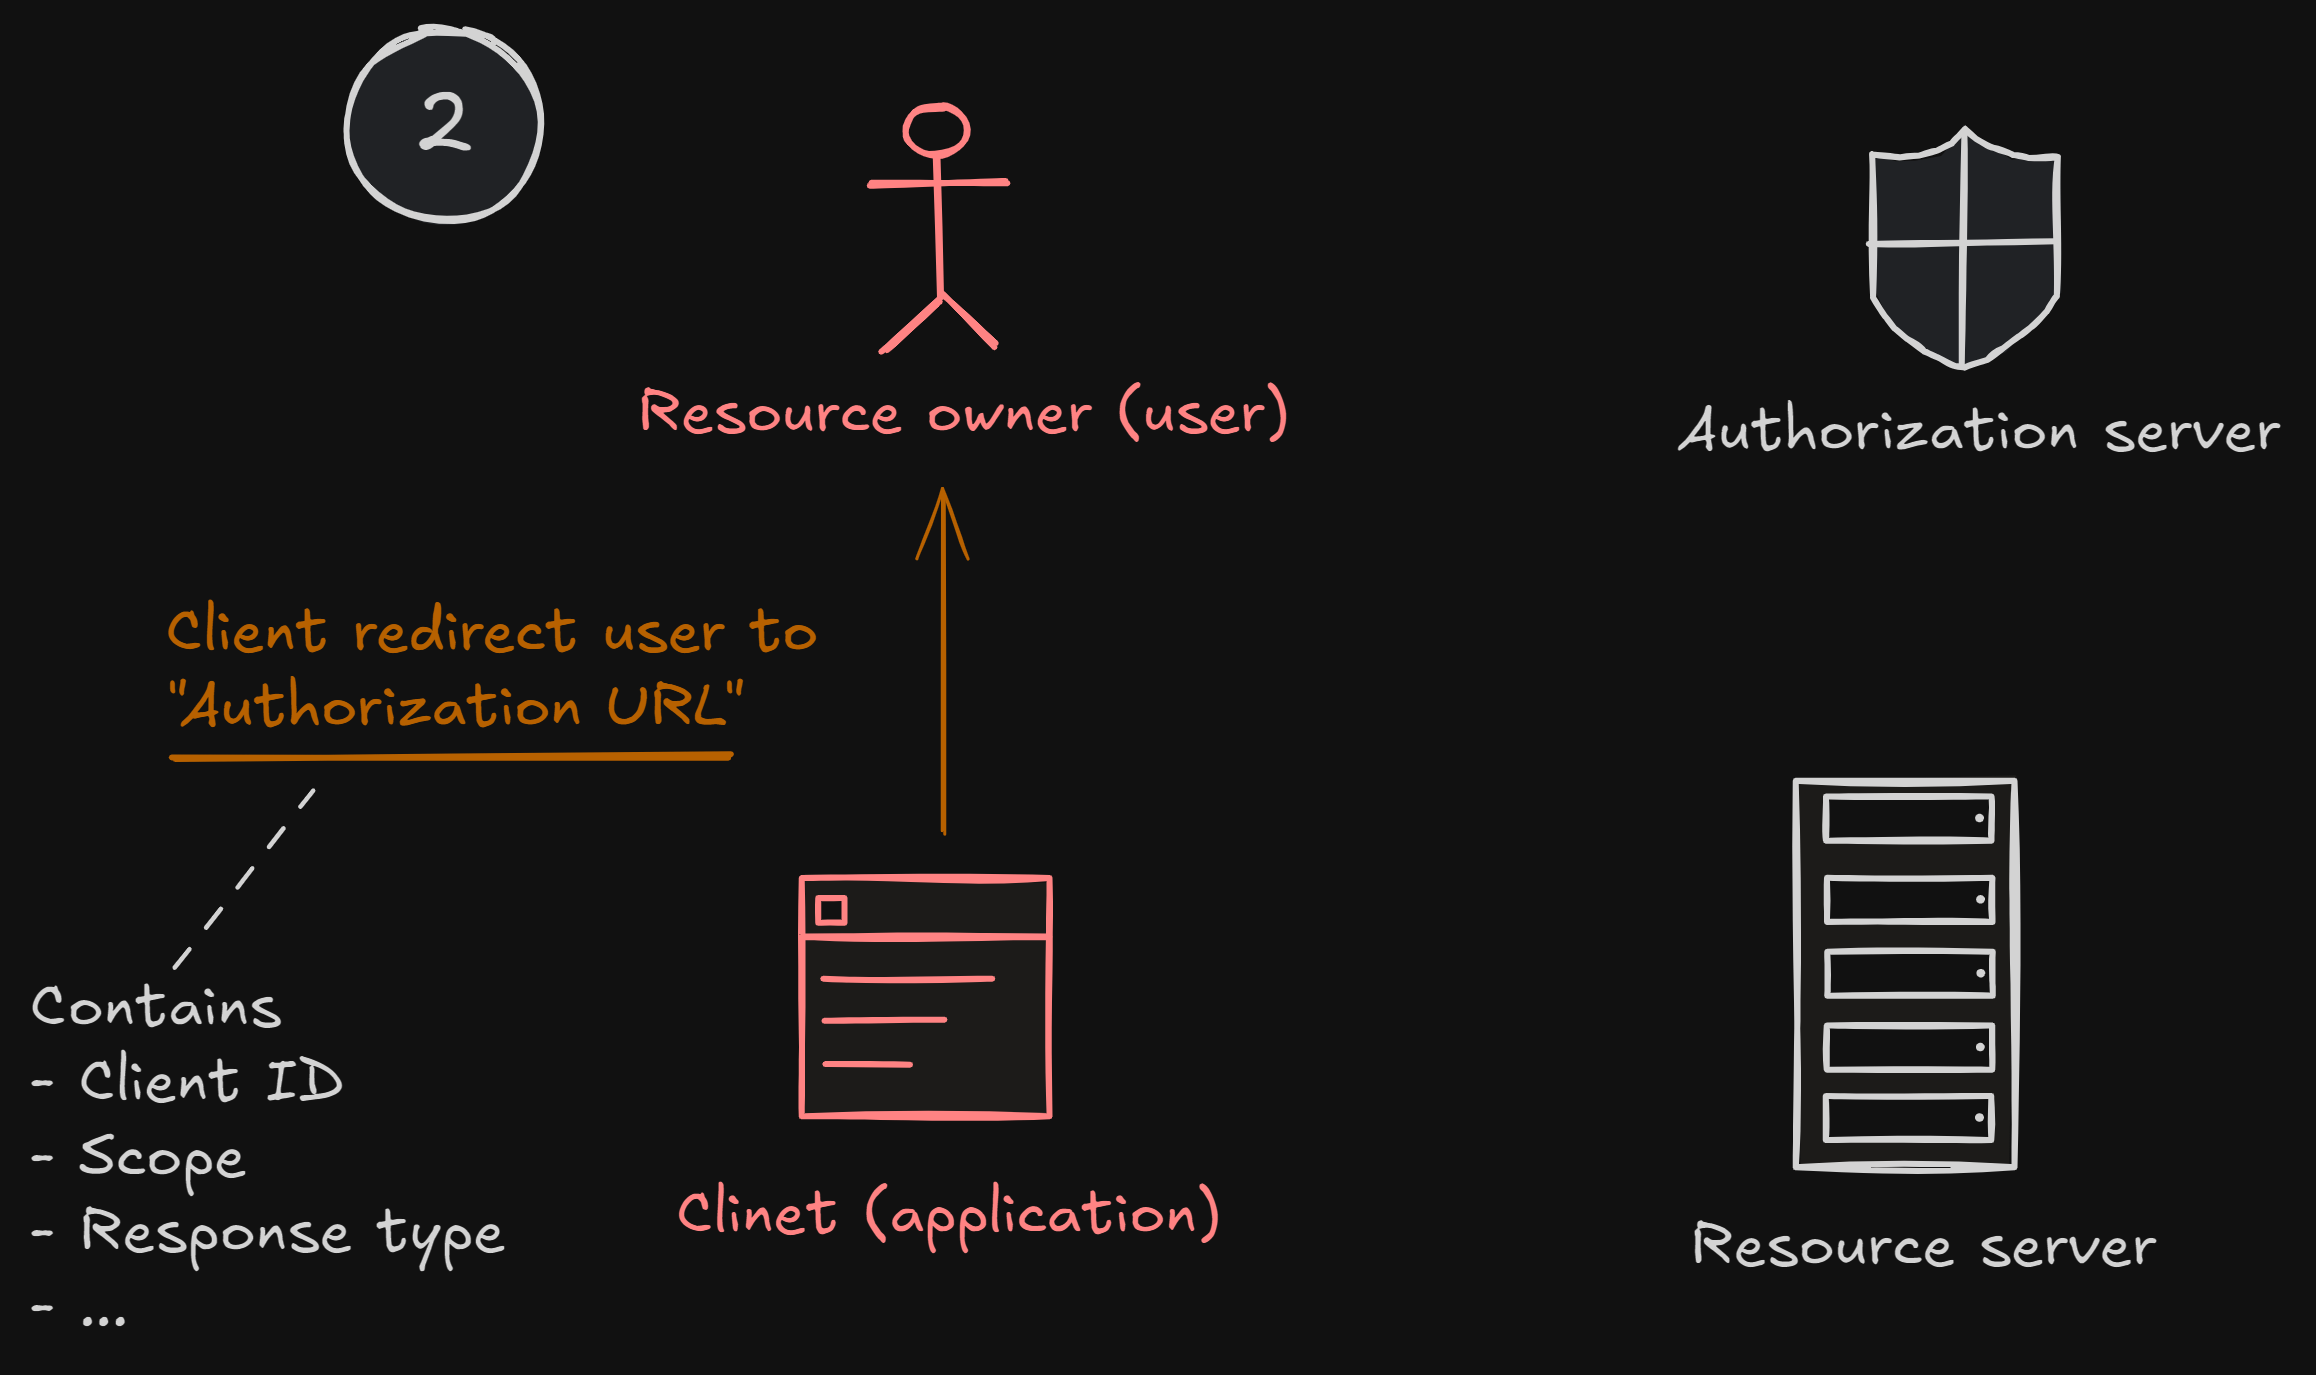 2
Resource owner (user)
Authorization server
Client redirect user to
"Authorization URL"
Contains
- Client ID
- Scope
- Response type
- ...
Clinet (application)
Resource server